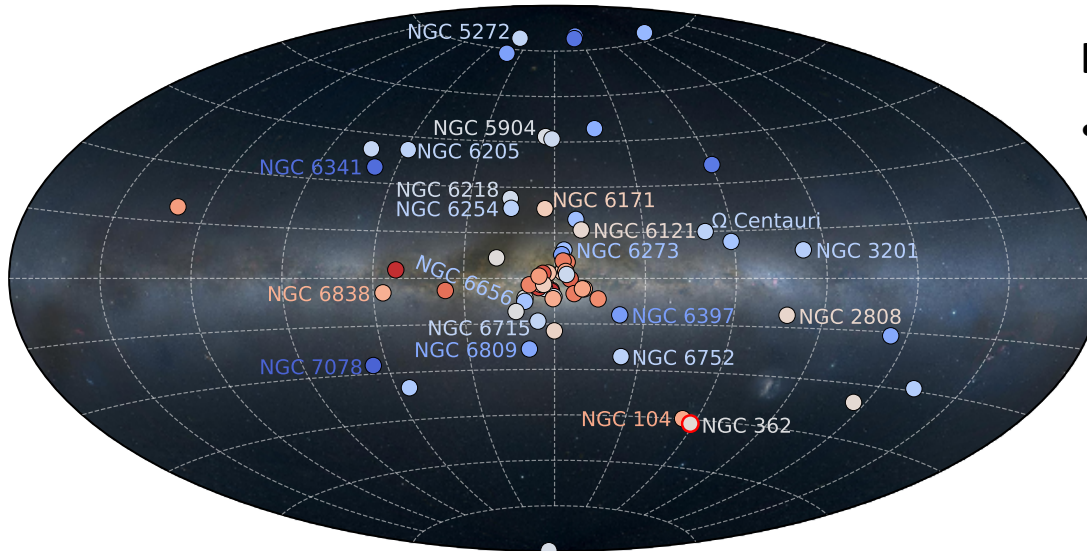 NGC 5272
NGC 5904
NGC 6205
NGC 6341
NGC 6218
NGC 6171
NGC 6254
Ω Centauri
NGC 6121
NGC 6273
NGC 3201
NGC 6656
NGC 6838
NGC 6397
NGC 2808
NGC 6715
NGC 6809
NGC 6752
NGC 7078
NGC 104
NGC 362